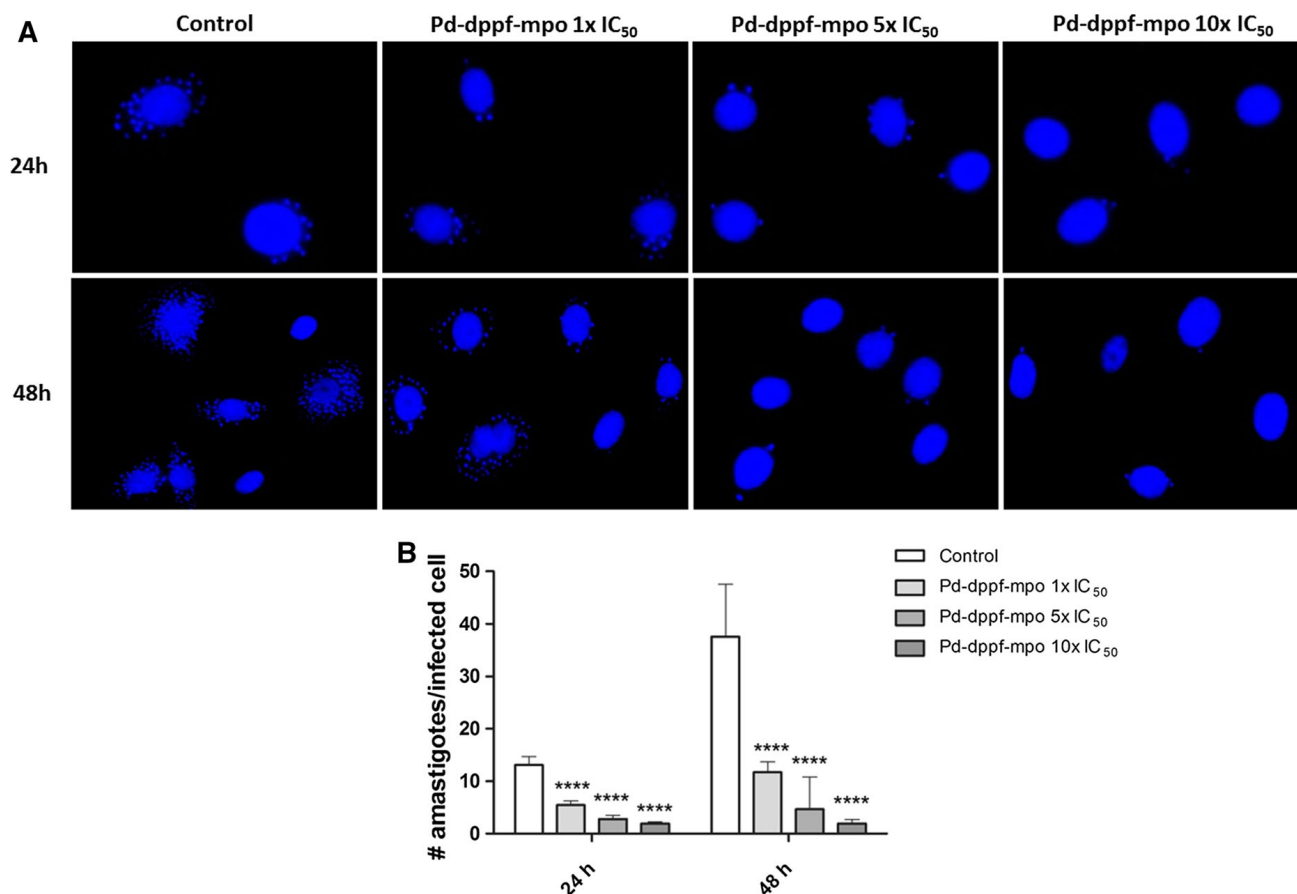 A
Control
Pd-dppf-mpo 1x IC50
Pd-dppf-mpo 5x IC50
Pd-dppf-mpo 10x IC50
24h
48h
B
# amastigotes/infected cell
50
40
30
20
10
0
****
****
****
****
****
****
24 h
48 h
Control
Pd-dppf-mpo 1x IC50
Pd-dppf-mpo 5x IC50
Pd-dppf-mpo 10x IC50